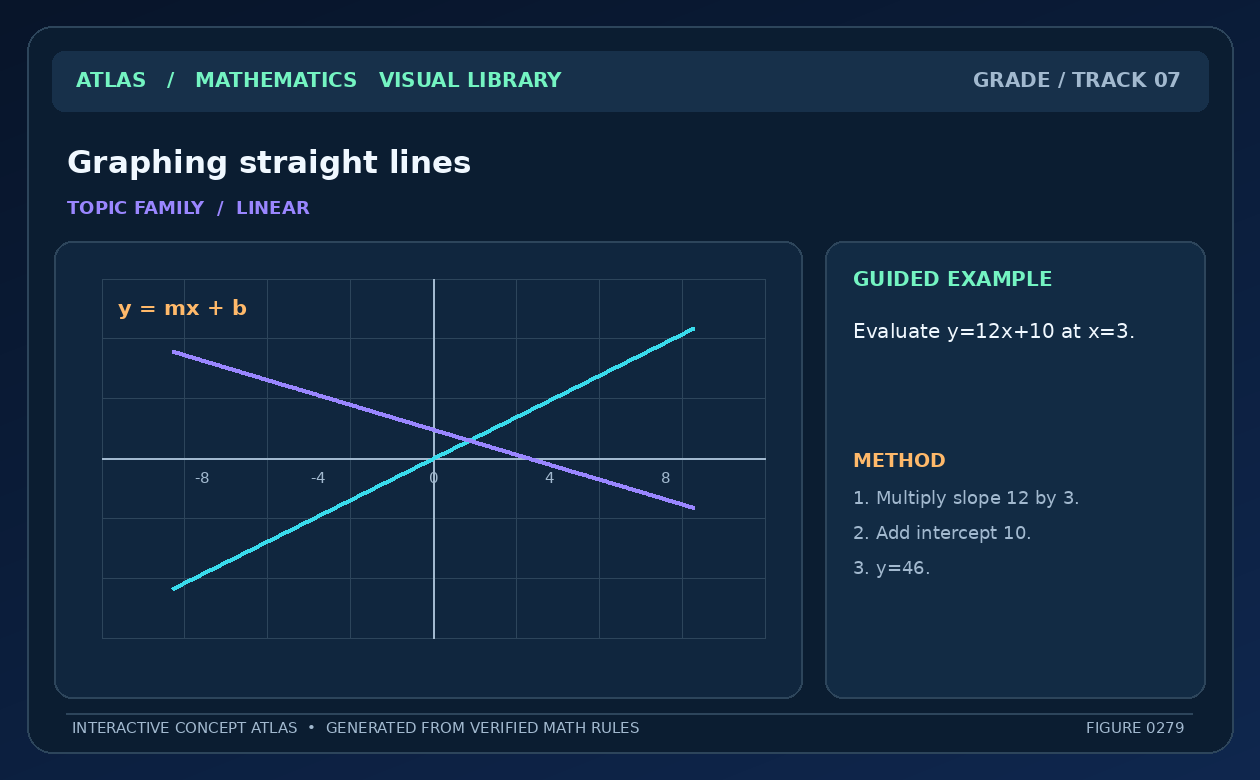 ATLAS / MATHEMATICS VISUAL LIBRARY
GRADE / TRACK 07
Graphing straight lines
TOPIC FAMILY / LINEAR
y = mx + b
-8 -4 0 4 8
GUIDED EXAMPLE
Evaluate y=12x+10 at x=3.
METHOD
1. Multiply slope 12 by 3.
2. Add intercept 10.
3. y=46.
INTERACTIVE CONCEPT ATLAS • GENERATED FROM VERIFIED MATH RULES
FIGURE 0279